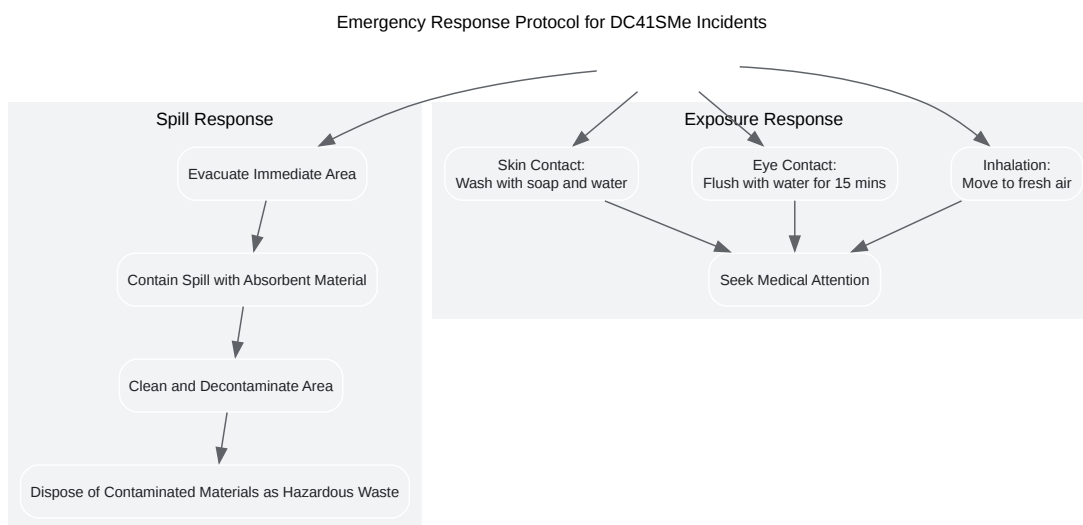 Emergency Response Protocol for DC41SMe Incidents
Spill Response
Evacuate Immediate Area
Contain Spill with Absorbent Material
Clean and Decontaminate Area
Dispose of Contaminated Materials as Hazardous Waste
Exposure Response
Skin Contact:
Wash with soap and water
Eye Contact:
Flush with water for 15 mins
Inhalation:
Move to fresh air
Seek Medical Attention